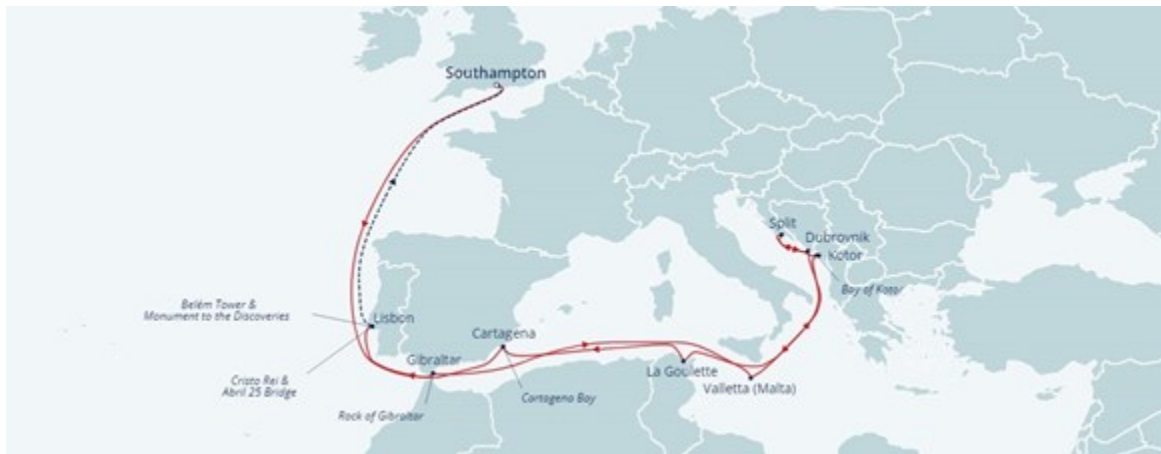 Southampton
Split
Dubrovnik
Kotor
Bay of Kotor
Belém Tower &
Monument to the Discoveries
Lisbon
Cartagena
Gibraltar
La Goulette
Valletta (Malta)
Cristo Rei &
Abril 25 Bridge
Cartagena Bay
Rock of Gibraltar